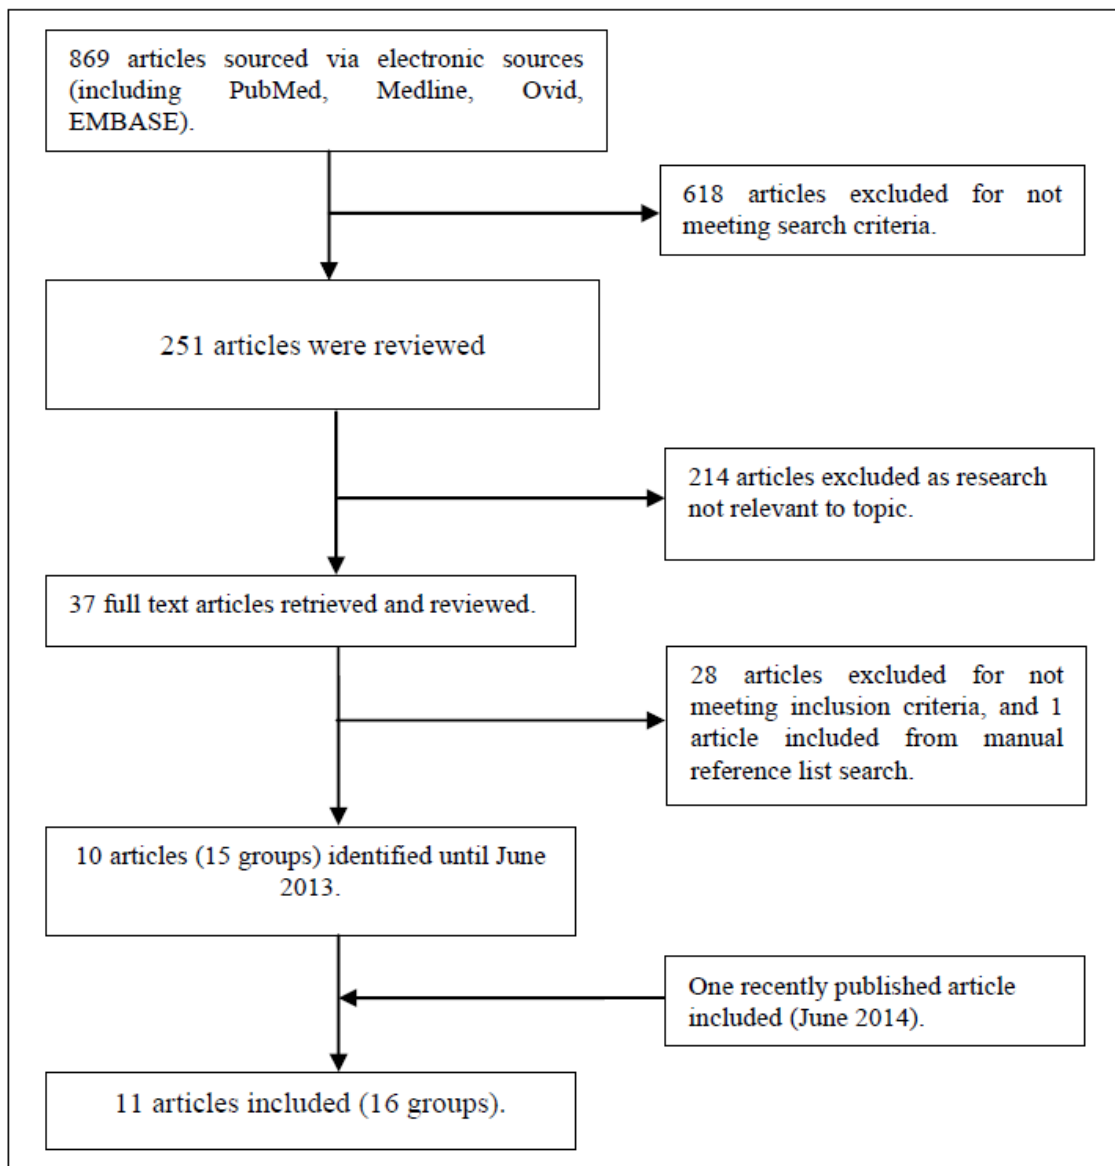 869 articles sourced via electronic sources
(including PubMed, Medline, Ovid,
EMBASE).
618 articles excluded for not
meeting search criteria.
251 articles were reviewed
214 articles excluded as research
not relevant to topic.
37 full text articles retrieved and reviewed.
28 articles excluded for not
meeting inclusion criteria, and 1
article included from manual
reference list search.
10 articles (15 groups) identified until June
2013.
One recently published article
included (June 2014).
11 articles included (16 groups).